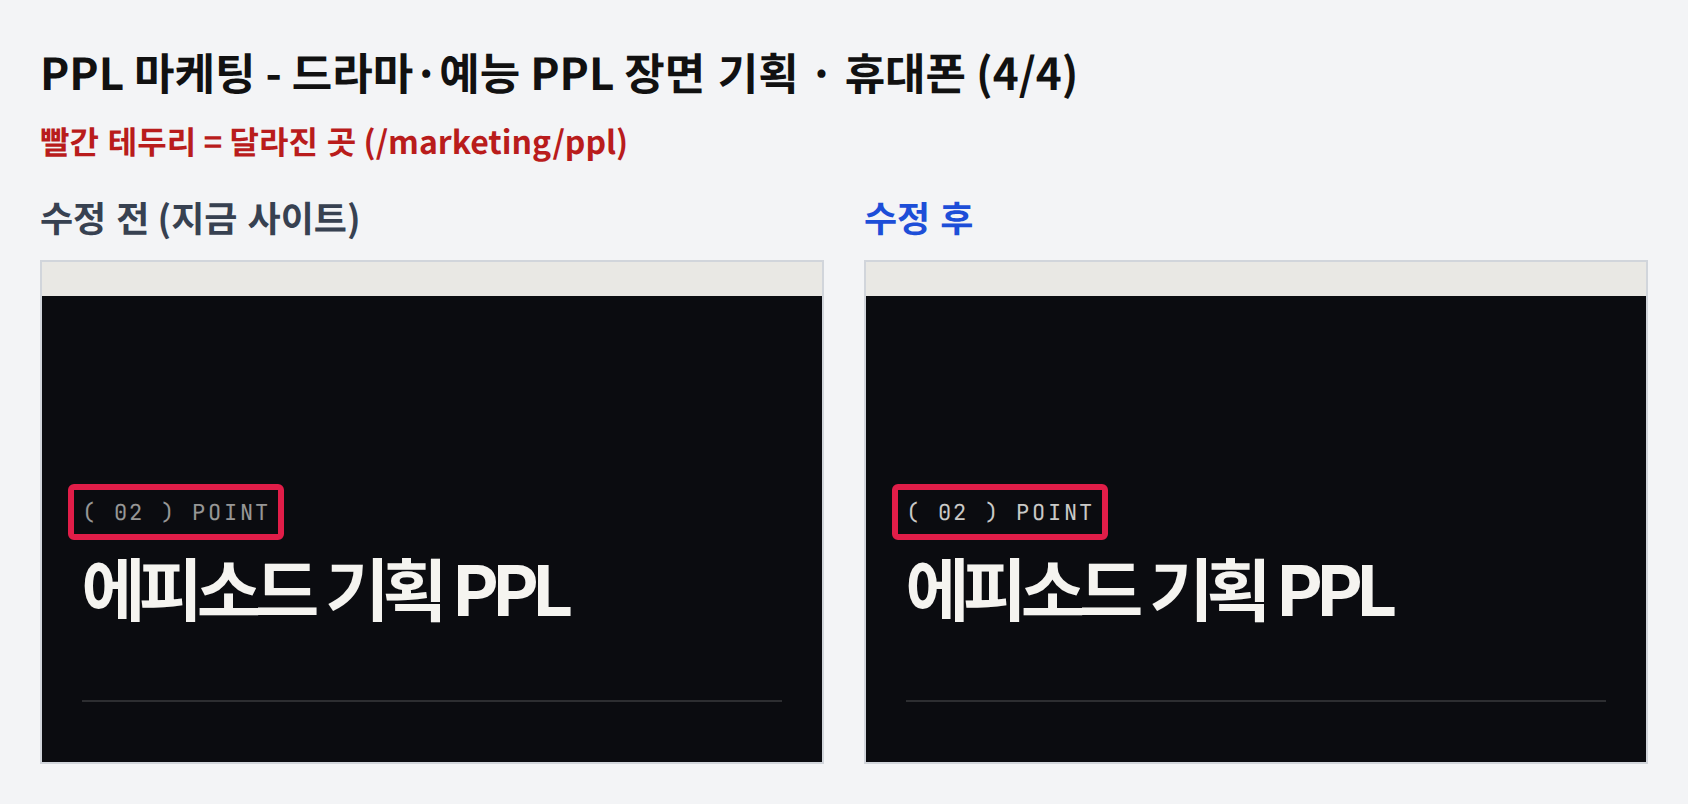 PPL 마케팅 - 드라마·예능 PPL 장면 기획 · 휴대폰 (4/4)
빨간 테두리 = 달라진 곳 (/marketing/ppl)
수정 전 (지금 사이트)
( 02 ) POINT
에피소드 기획 PPL
수정 후
( 02 ) POINT
에피소드 기획 PPL